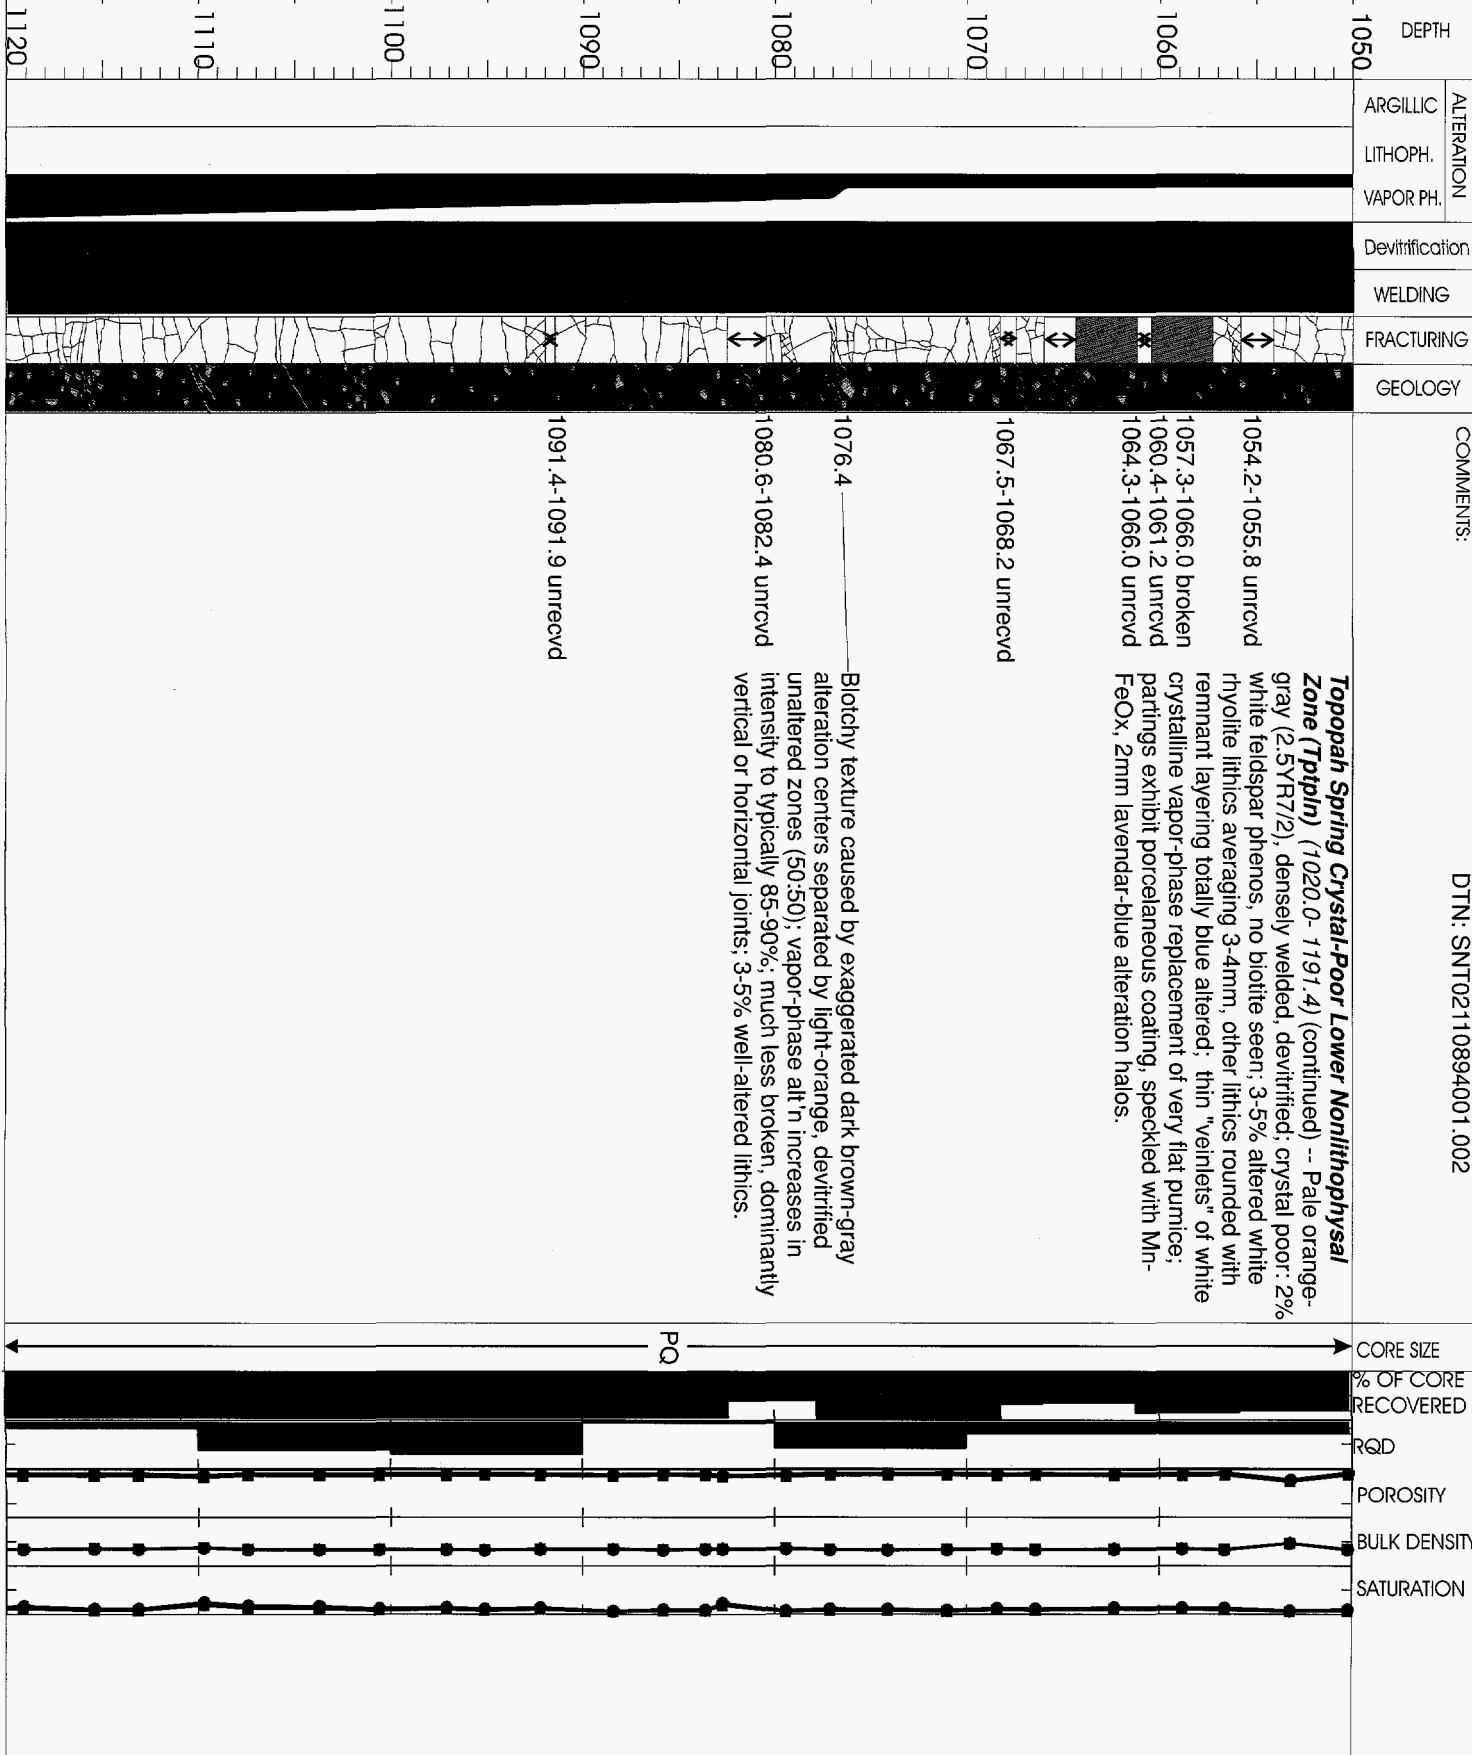 DEPTH
ALTERATION
ARGILLIC
LITHOPH.
VAPOR PH.
Devitrification
WELDING
FRACTURING
GEOLOGY
COMMENTS:
DTN: SNT02110894001.002
CORE SIZE
% OF CORE
RECOVERED
RQD
POROSITY
BULK DENSITY
SATURATION
1050
1060
1070
1080
1090
1100
1110
1120
1054.2-1055.8 unrcvd
1057.3-1066.0 broken
1060.4-1061.2 unrcvd
1064.3-1066.0 unrcvd
1067.5-1068.2 unrecvd
1076.4
1080.6-1082.4 unrcvd
1091.4-1091.9 unrecvd
Topopah Spring Crystal-Poor Lower Nonlithophysal
Zone (Tptpln) (1020.0- 1191.4) (continued) -- Pale orange-
gray (2.5YR7/2), densely welded, devitrified; crystal poor: 2%
white feldspar phenos, no biotite seen; 3-5% altered white
rhyolite lithics averaging 3-4mm, other lithics rounded with
remnant layering totally blue altered; thin "veinlets" of white
crystalline vapor-phase replacement of very flat pumice;
partings exhibit porcelaneous coating, speckled with Mn-
FeOx, 2mm lavendar-blue alteration halos.
Blotchy texture caused by exaggerated dark brown-gray
alteration centers separated by light-orange, devitrified
unaltered zones (50:50); vapor-phase alt'n increases in
intensity to typically 85-90%; much less broken, dominantly
vertical or horizontal joints; 3-5% well-altered lithics.
PQ